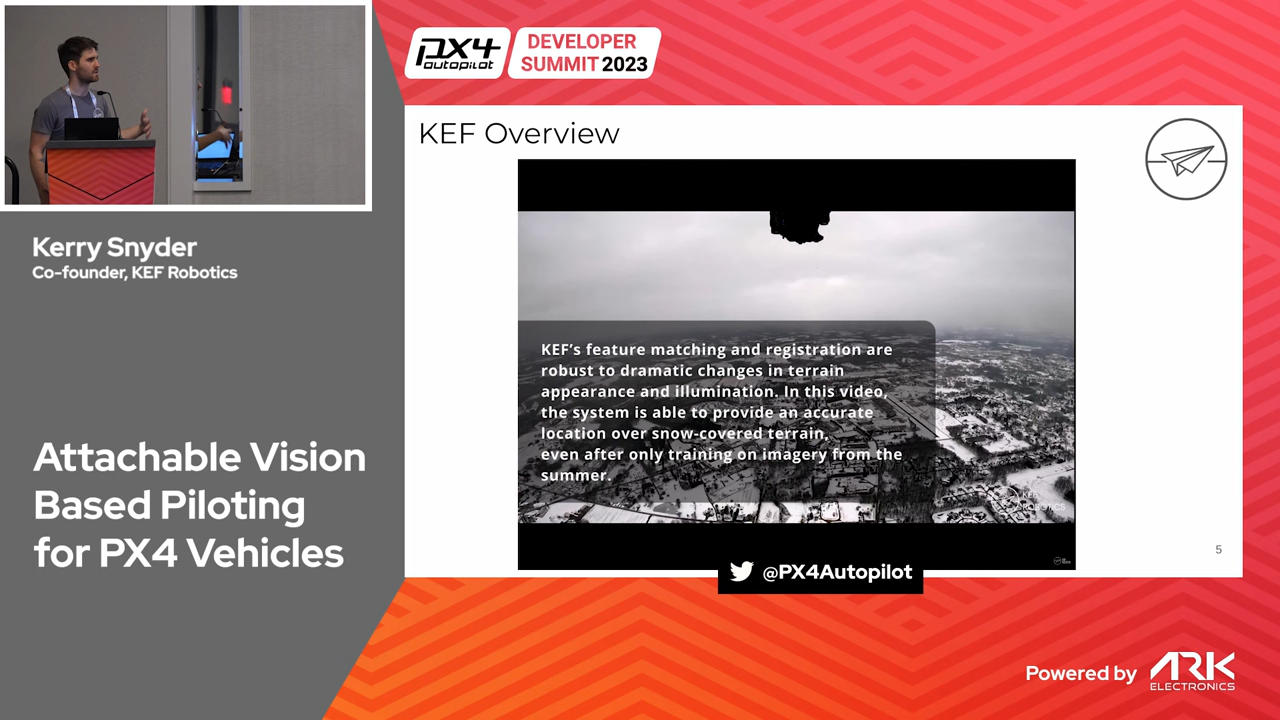 PX4
autopilot
DEVELOPER
SUMMIT 2023
KEF Overview
KEF's feature matching and registration are
robust to dramatic changes in terrain
appearance and illumination. In this video,
the system is able to provide an accurate
location over snow-covered terrain,
even after only training on imagery from the
summer.
KEF
ROBOTICS
5
@PX4Autopilot
Kerry Snyder
Co-founder, KEF Robotics
Attachable Vision
Based Piloting
for PX4 Vehicles
Powered by
ARK
ELECTRONICS